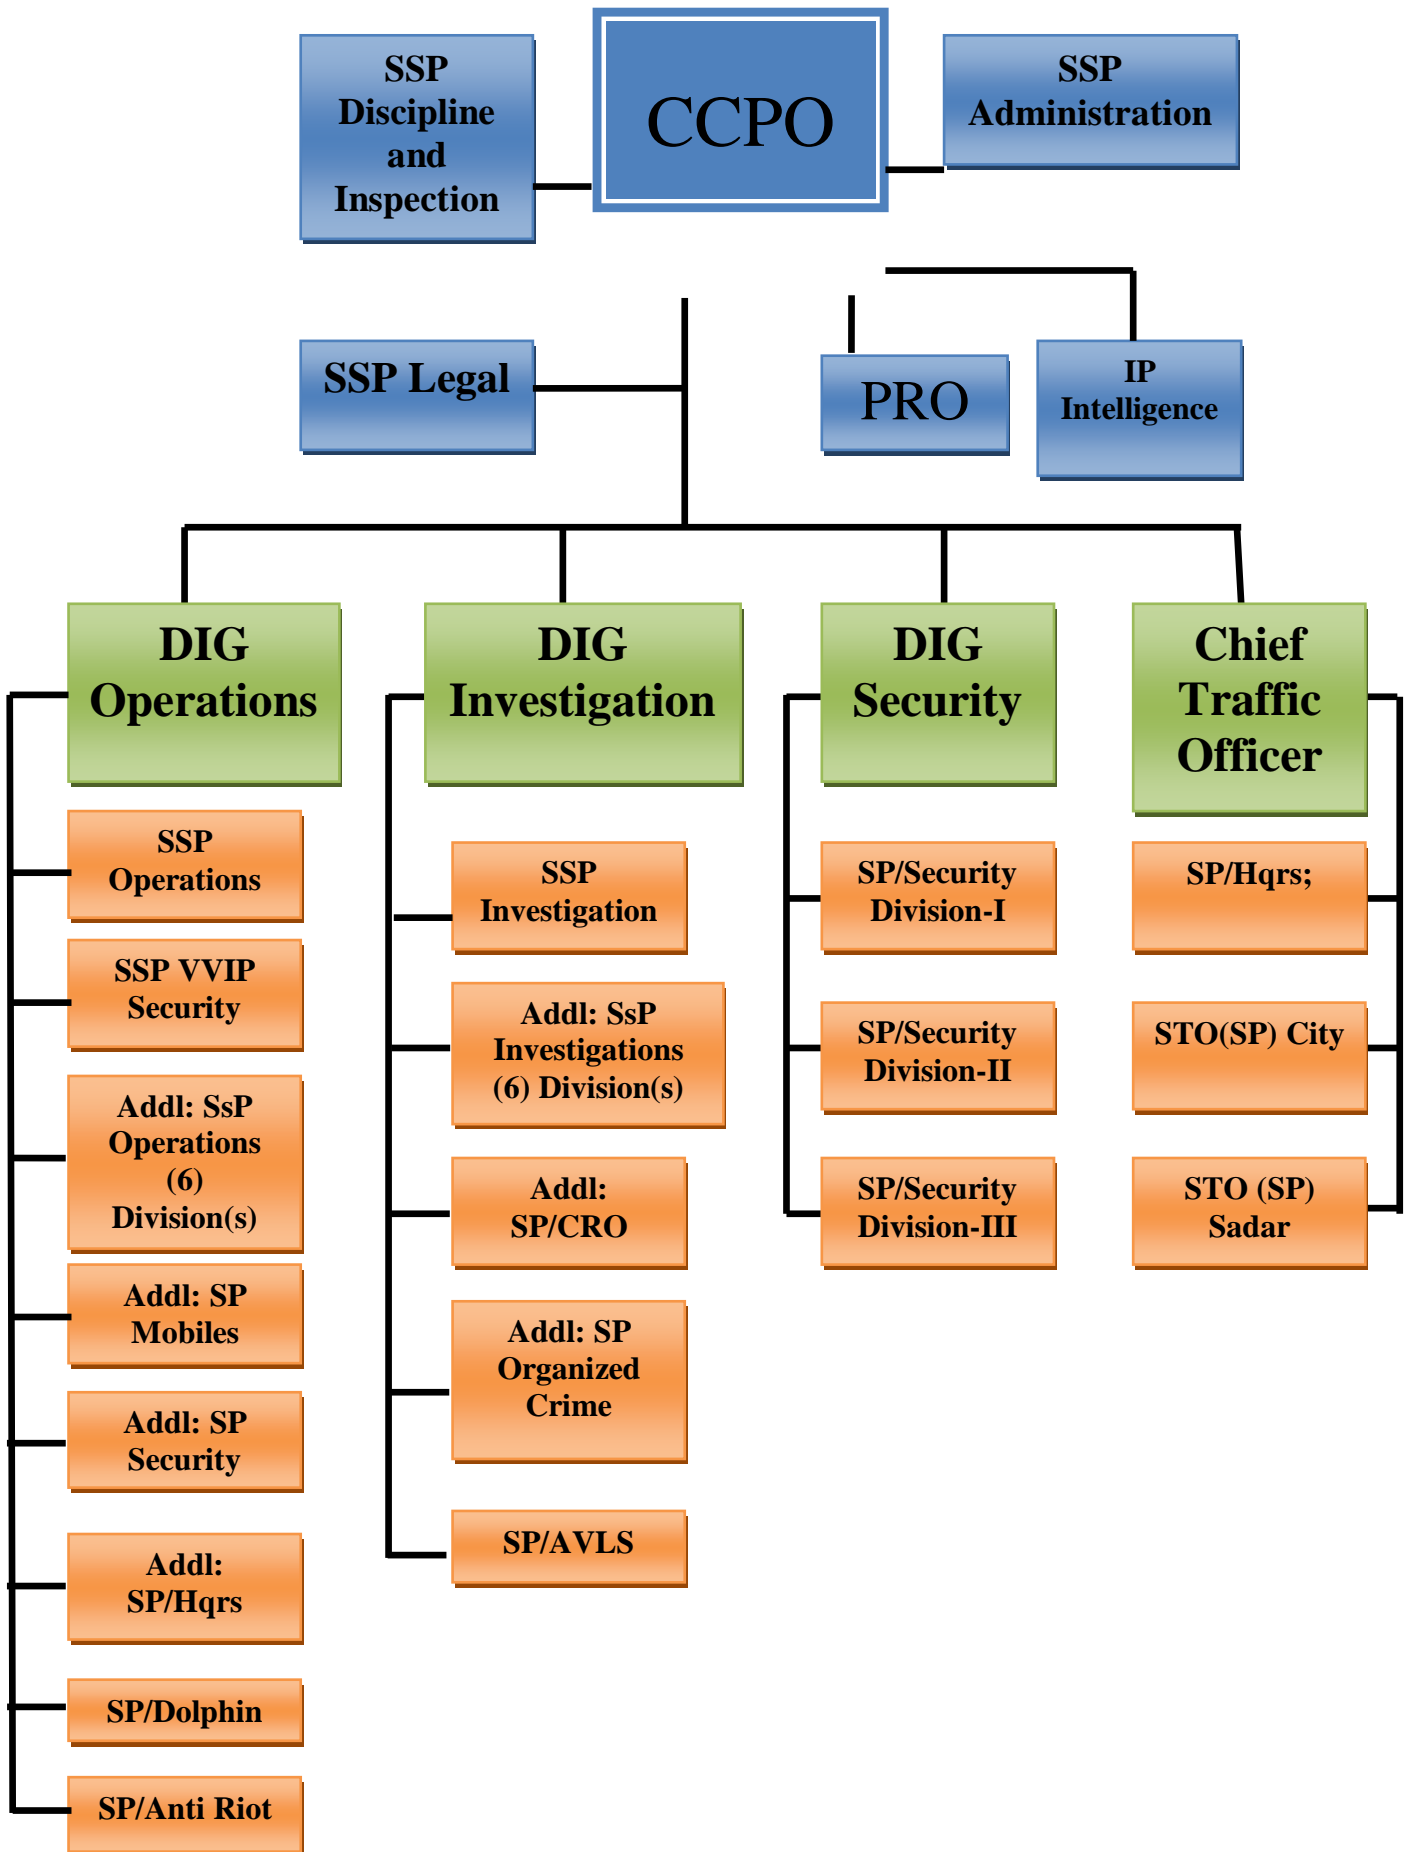 SSP
Discipline
and
Inspection
CCPO
SSP
Administration
SSP Legal
PRO
IP
Intelligence
DIG
Operations
DIG
Investigation
DIG
Security
Chief
Traffic
Officer
SSP
Operations
SSP VVIP
Security
Addl: SsP
Operations
(6)
Division(s)
Addl: SP
Mobiles
Addl: SP
Security
Addl:
SP/Hqrs
SP/Dolphin
SP/Anti Riot
SSP
Investigation
Addl: SsP
Investigations
(6) Division(s)
Addl:
SP/CRO
Addl: SP
Organized
Crime
SP/AVLS
SP/Security
Division-I
SP/Security
Division-II
SP/Security
Division-III
SP/Hqrs;
STO(SP) City
STO (SP)
Sadar